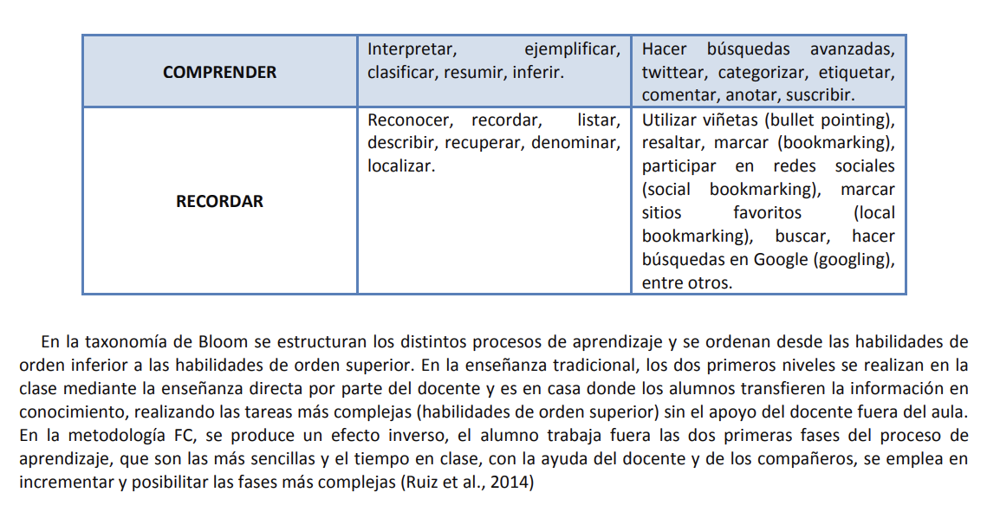 COMPRENDER
Interpretar, ejemplificar,
clasificar, resumir, inferir.
Hacer búsquedas avanzadas,
twittear, categorizar, etiquetar,
comentar, anotar, suscribir.
RECORDAR
Reconocer, recordar, listar,
describir, recuperar, denominar,
localizar.
Utilizar viñetas (bullet pointing),
resaltar, marcar (bookmarking),
participar en redes sociales
(social bookmarking), marcar
sitios favoritos (local
bookmarking), buscar, hacer
búsquedas en Google (googling),
entre otros.
En la taxonomía de Bloom se estructuran los distintos procesos de aprendizaje y se ordenan desde las habilidades de
orden inferior a las habilidades de orden superior. En la enseñanza tradicional, los dos primeros niveles se realizan en la
clase mediante la enseñanza directa por parte del docente y es en casa donde los alumnos transfieren la información en
conocimiento, realizando las tareas más complejas (habilidades de orden superior) sin el apoyo del docente fuera del aula.
En la metodología FC, se produce un efecto inverso, el alumno trabaja fuera las dos primeras fases del proceso de
aprendizaje, que son las más sencillas y el tiempo en clase, con la ayuda del docente y de los compañeros, se emplea en
incrementar y posibilitar las fases más complejas (Ruiz et al., 2014)